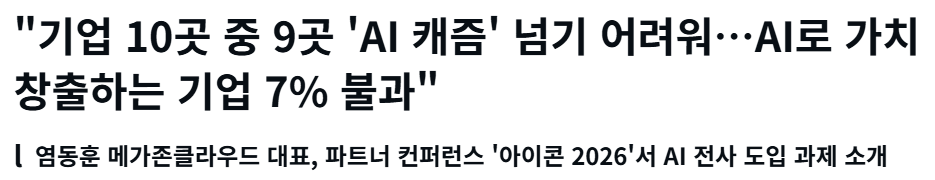 "기업 10곳 중 9곳 'AI 캐즘' 넘기 어려워…AI로 가치
창출하는 기업 7% 불과"
염동훈 메가존클라우드 대표, 파트너 컨퍼런스 '아이콘 2026'서 AI 전사 도입 과제 소개